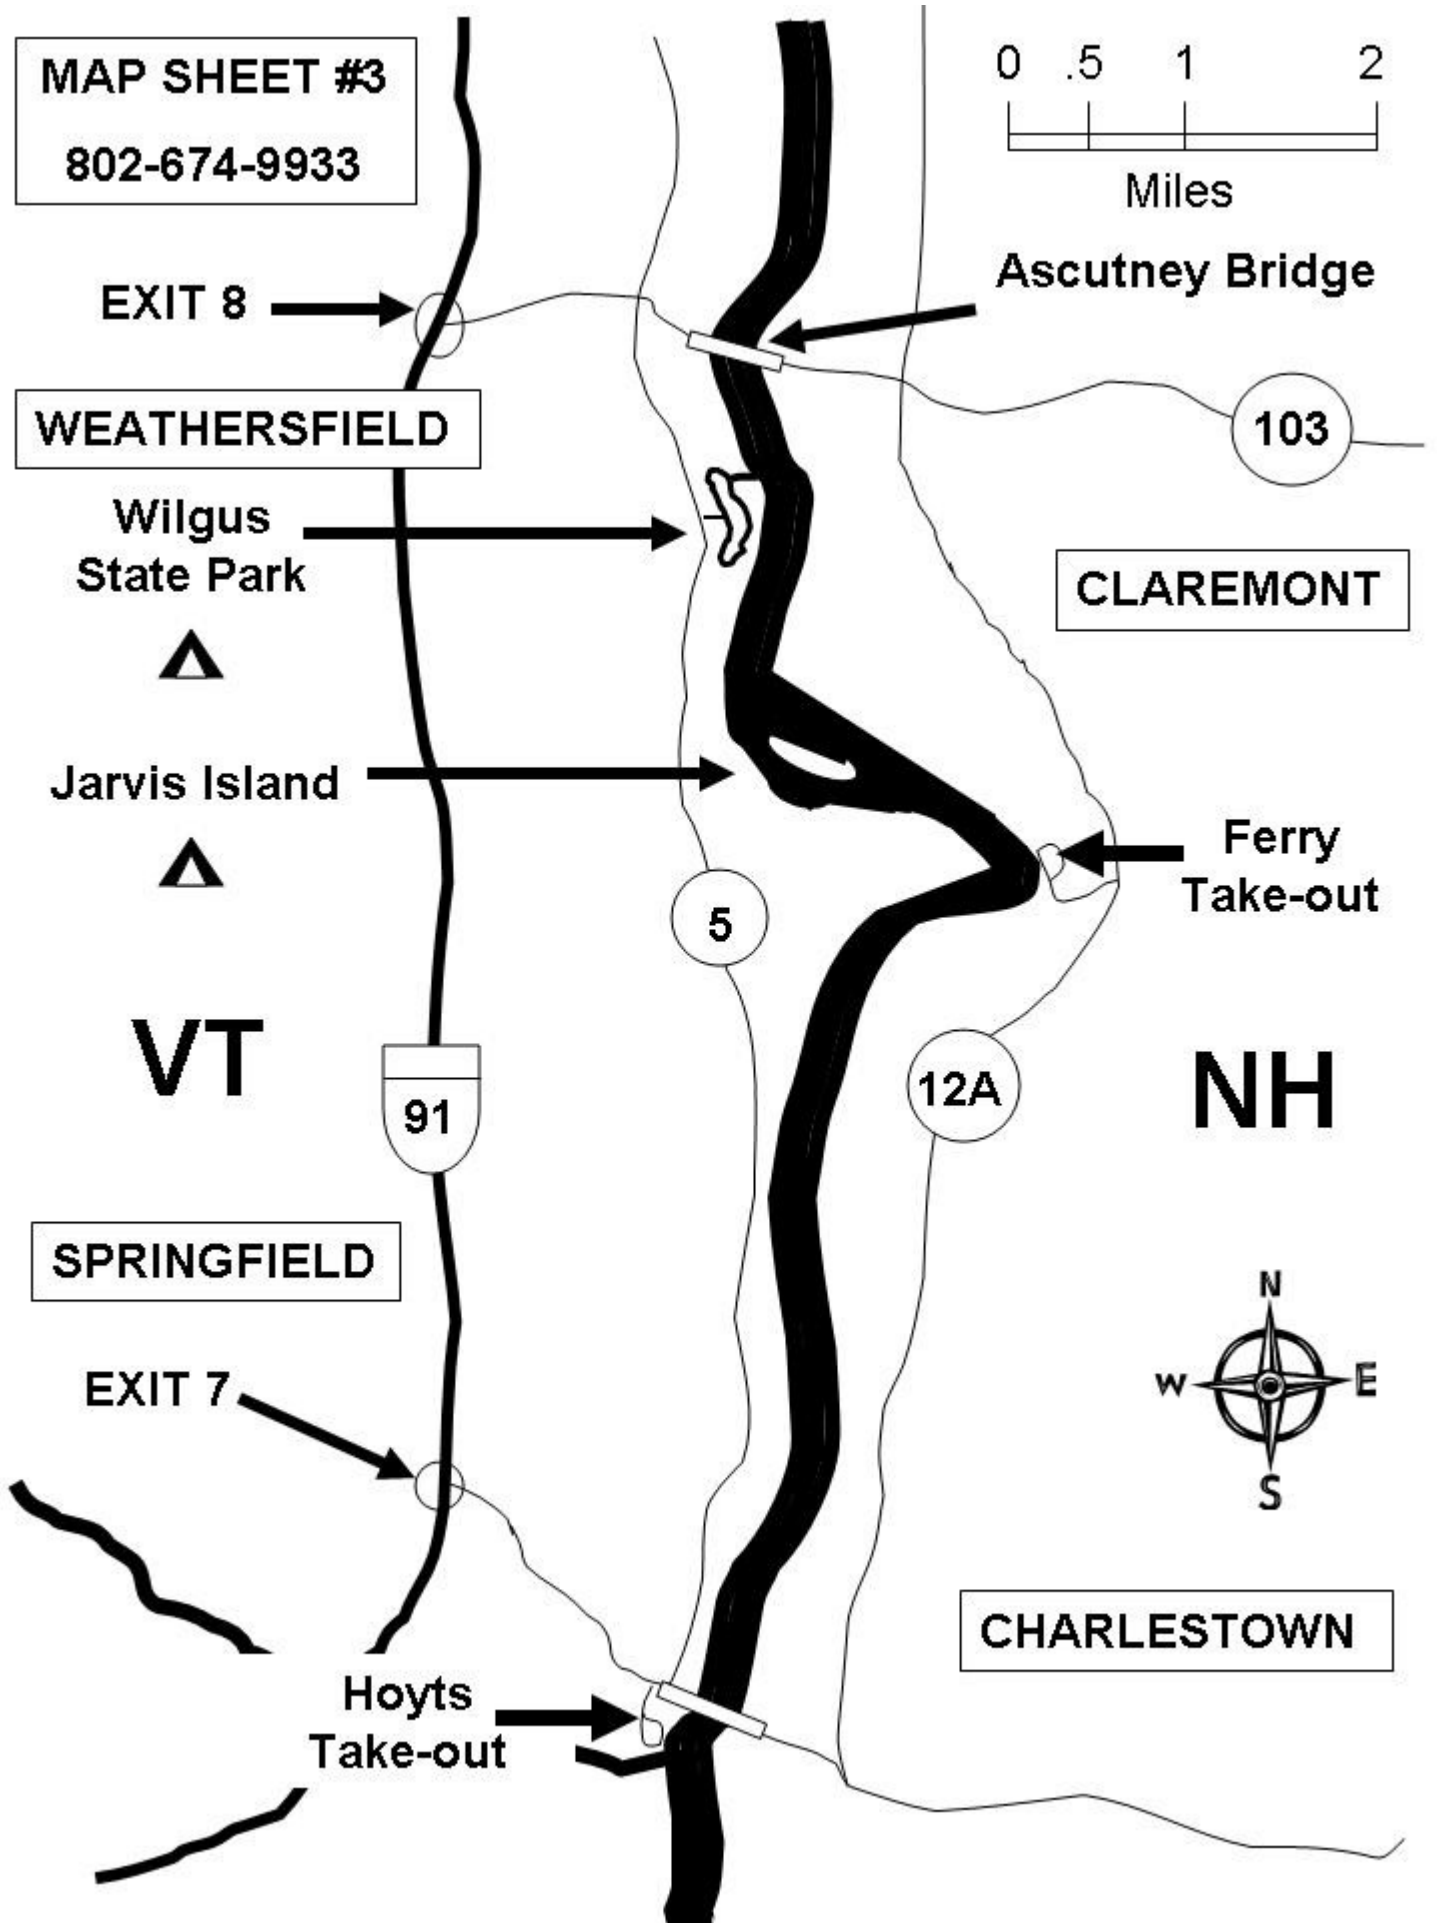 MAP SHEET #3
802-674-9933
0 .5 1 2
Miles
Ascutney Bridge
EXIT 8
WEATHERSFIELD
103
Wilgus
State Park
CLAREMONT
Jarvis Island
Ferry
Take-out
5
VT
NH
12A
91
SPRINGFIELD
N
W
E
S
EXIT 7
CHARLESTOWN
Hoyts
Take-out